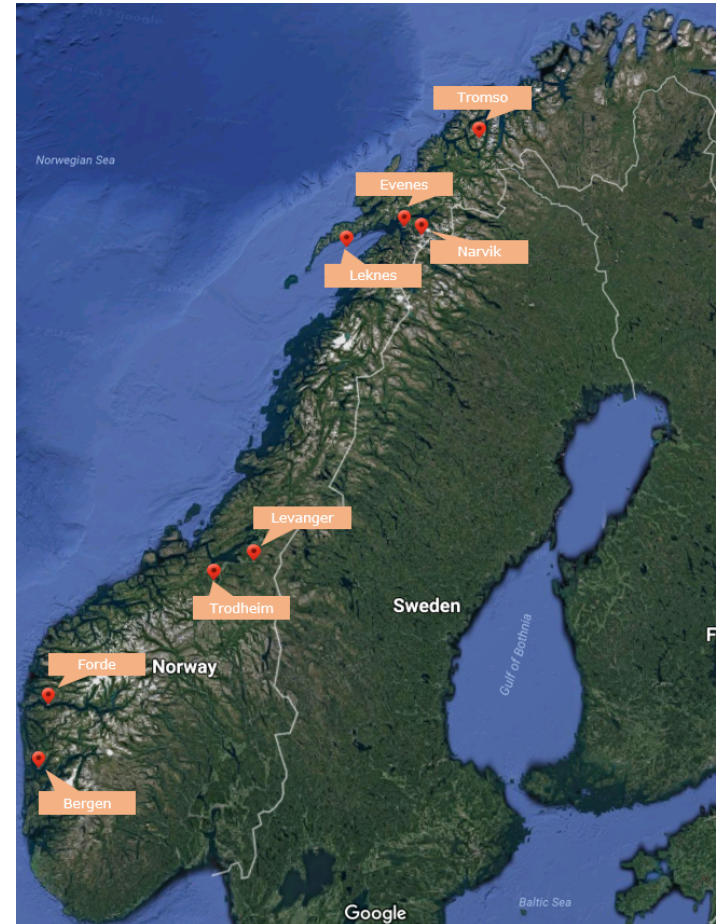 Tromso
Norwegian Sea
Evenes
Narvik
Leknes
Levanger
Trodheim
Sweden
Gulf of Bothnia
F
Forde
Norway
Bergen
Baltic Sea
Google